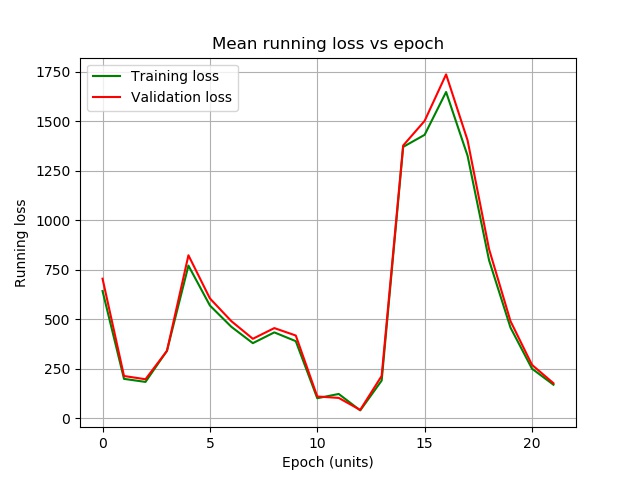 Mean running loss vs epoch
Training loss
Validation loss
1750
1500
1250
1000
750
500
250
0
Running loss
0 5 10 15 20
Epoch (units)